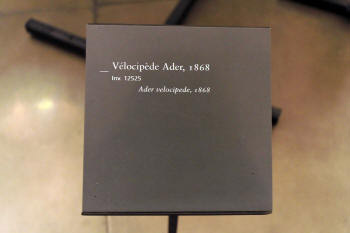 — Vélocipède Ader, 1868
Inv. 12525
Ader velocipede, 1868